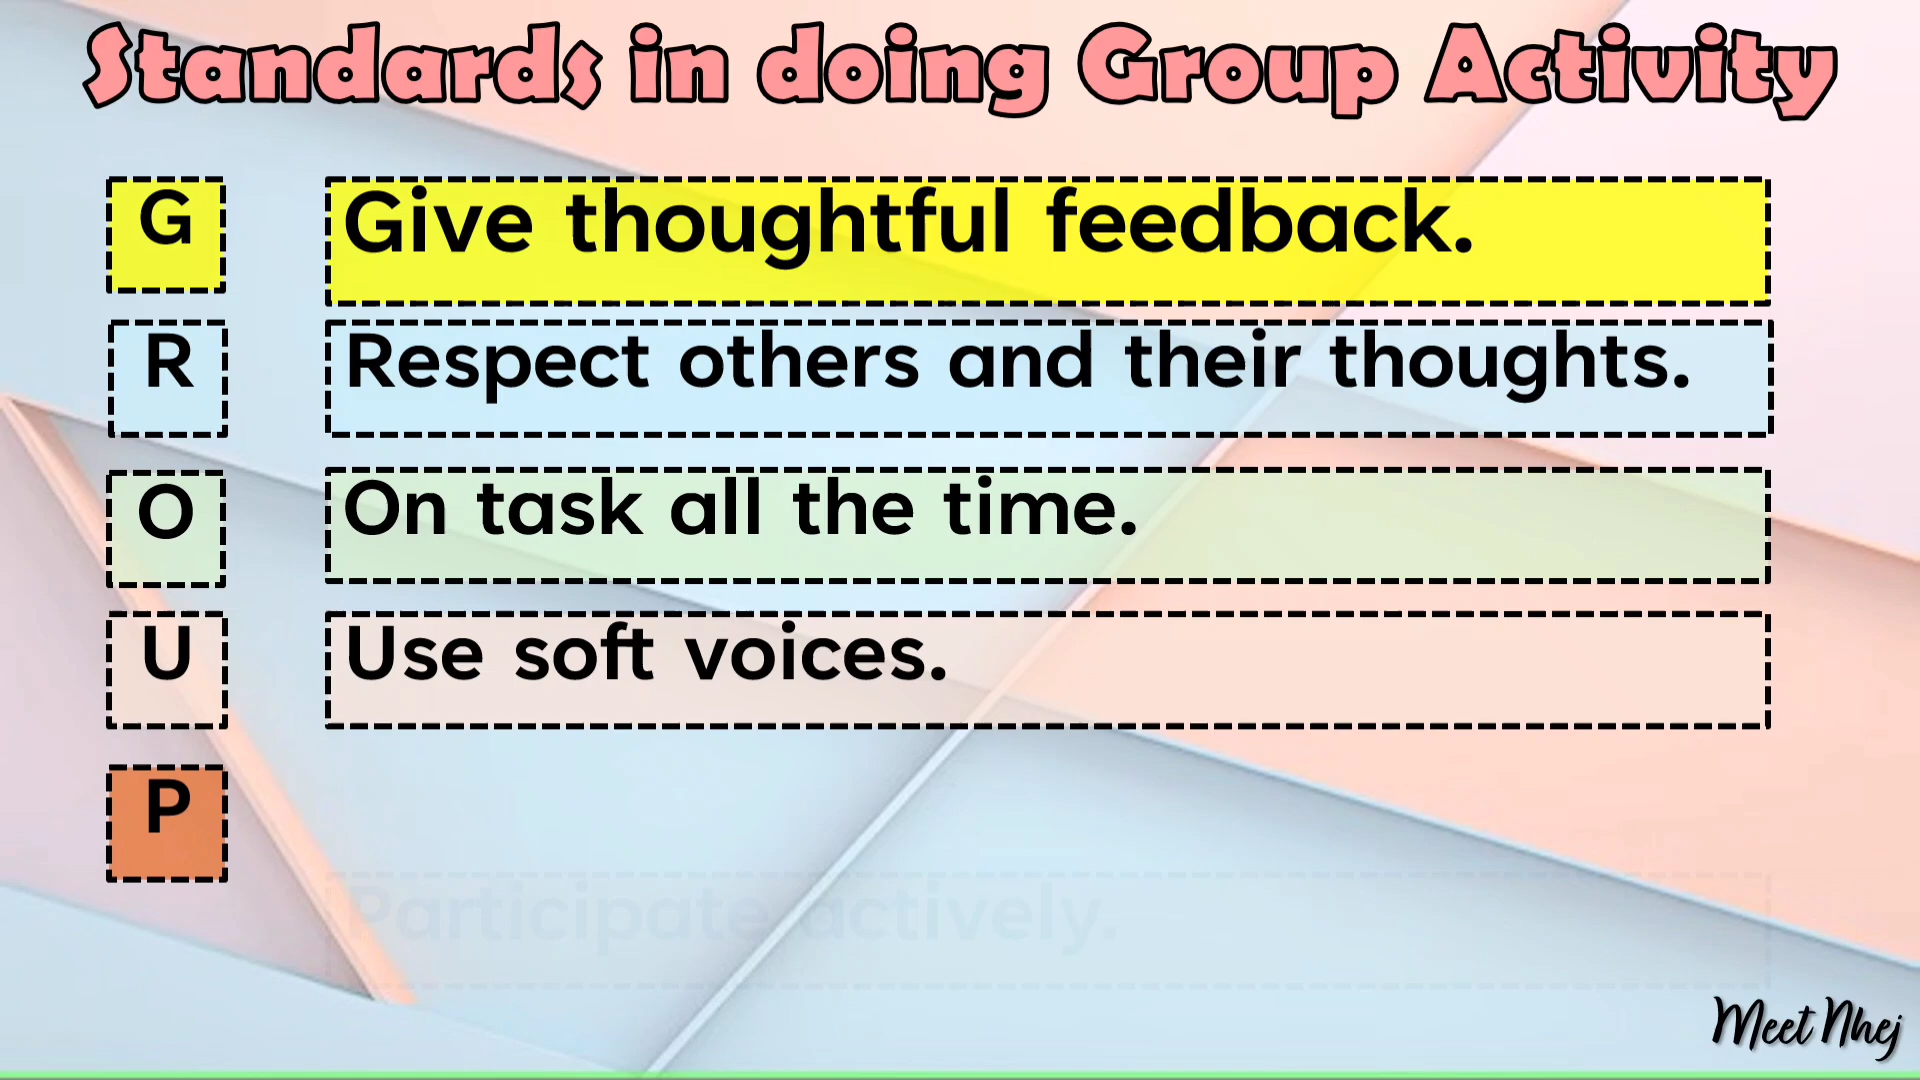 Standards in doing Group Activity
G Give thoughtful feedback.
R Respect others and their thoughts.
O On task all the time.
U Use soft voices.
P
Participate actively.
Meet Nhej